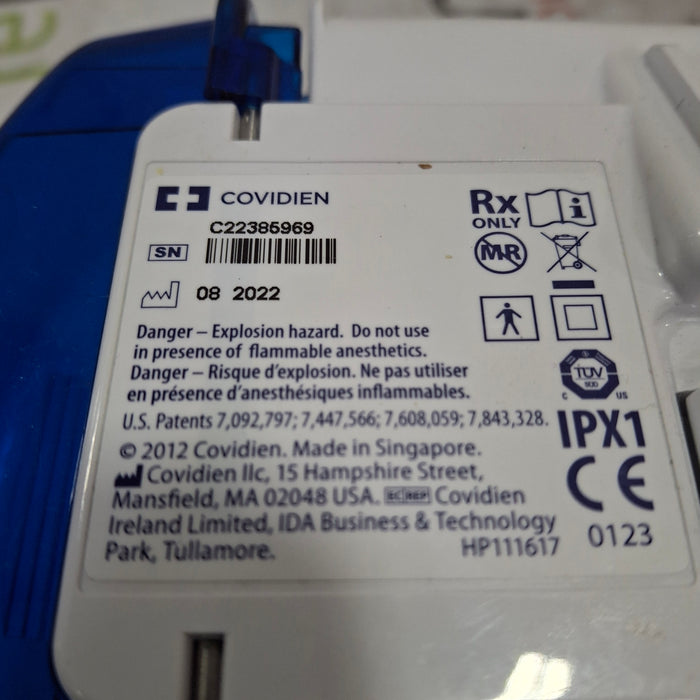 COVIDIEN
C22385969
SN
08 2022
Danger – Explosion hazard. Do not use
in presence of flammable anesthetics.
Danger – Risque d'explosion. Ne pas utiliser
en présence d'anesthésiques inflammables.
U.S. Patents 7,092,797; 7,447,566; 7,608,059; 7,843,328.
© 2012 Covidien. Made in Singapore.
Covidien llc, 15 Hampshire Street,
Mansfield, MA 02048 USA. EC REP Covidien
Ireland Limited, IDA Business & Technology
Park, Tullamore.
HP111617
Rx
ONLY
i
MR
TÜV
SÜD
C US
IPX1
CE
0123